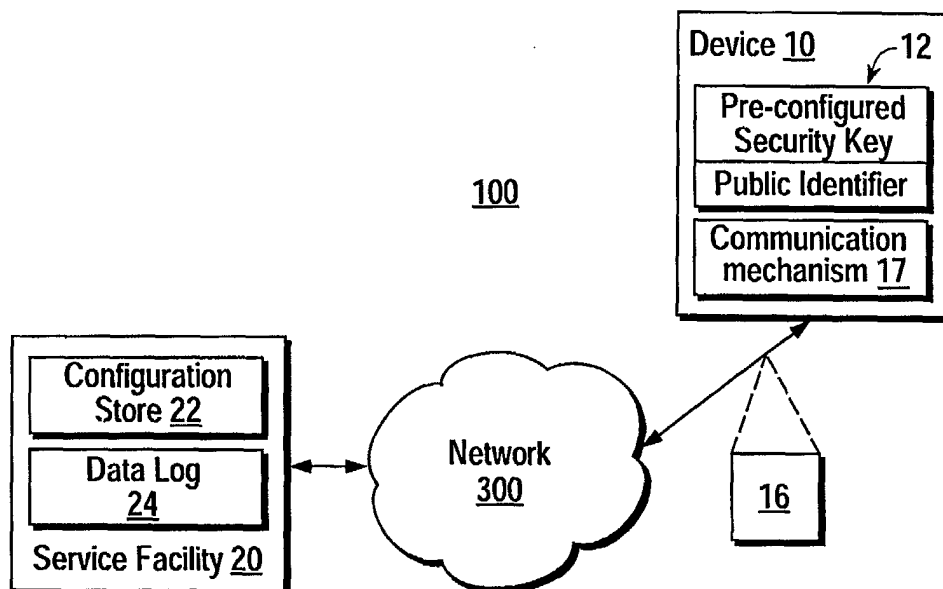 Device 10
12
Pre-configured
Security Key
Public Identifier
Communication
mechanism 17
100
Configuration
Store 22
Data Log
24
Service Facility 20
Network
300
16